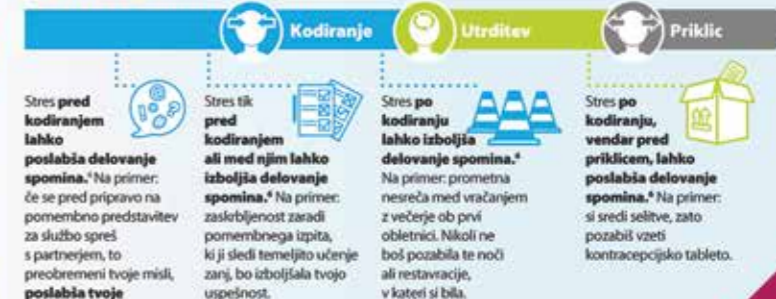 Kodiranje
Utrditev
Priklic
Stres pred
kodiranjem
lahko
poslabša delovanje
spomina.⁴ Na primer:
če se pred pripravo na
pomembno predstavitev
za službo spreš
s partnerjem, to
preobremeni tvoje misli,
poslabša tvoje
Stres tik
pred
kodiranjem
ali med njim lahko
izboljša delovanje
spomina.⁴ Na primer:
zaskrbljenost zaradi
pomembnega izpita,
ki ji sledi temeljito učenje
zanj, bo izboljšala tvojo
uspešnost.
Stres po
kodiranju
lahko izboljša
delovanje spomina.⁴
Na primer: prometna
nesreča med vračanjem
z večerje ob prvi
obletnici. Nikoli ne
boš pozabila te noči
ali restavracije,
v kateri si bila.
Stres po
kodiranju,
vendar pred
priklicem, lahko
poslabša delovanje
spomina.⁴ Na primer:
si sredi selitve, zato
pozabiš vzeti
kontracepcijsko tableto.